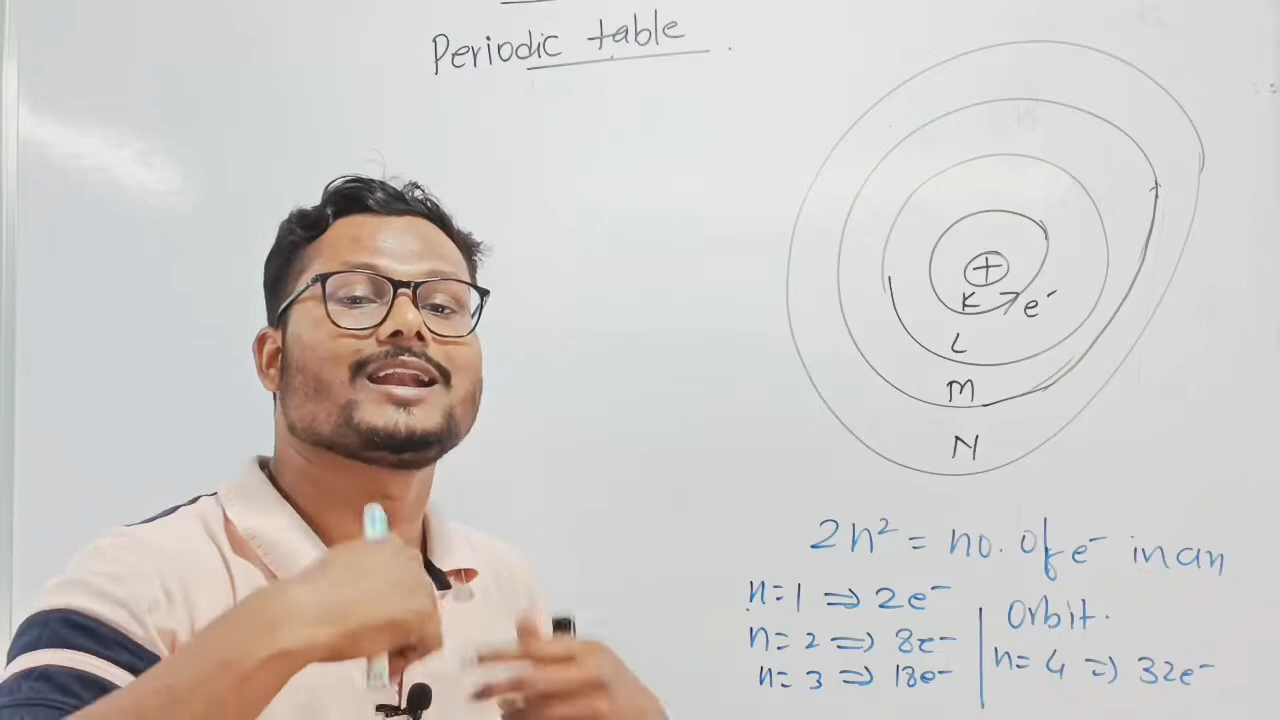 Periodic table
+
K
e⁻
L
M
N
2n² = no. of e⁻ in an
orbit.
n=1 ⇒ 2e⁻
n=2 ⇒ 8e⁻
n=3 ⇒ 18e⁻
n=4 ⇒ 32e⁻